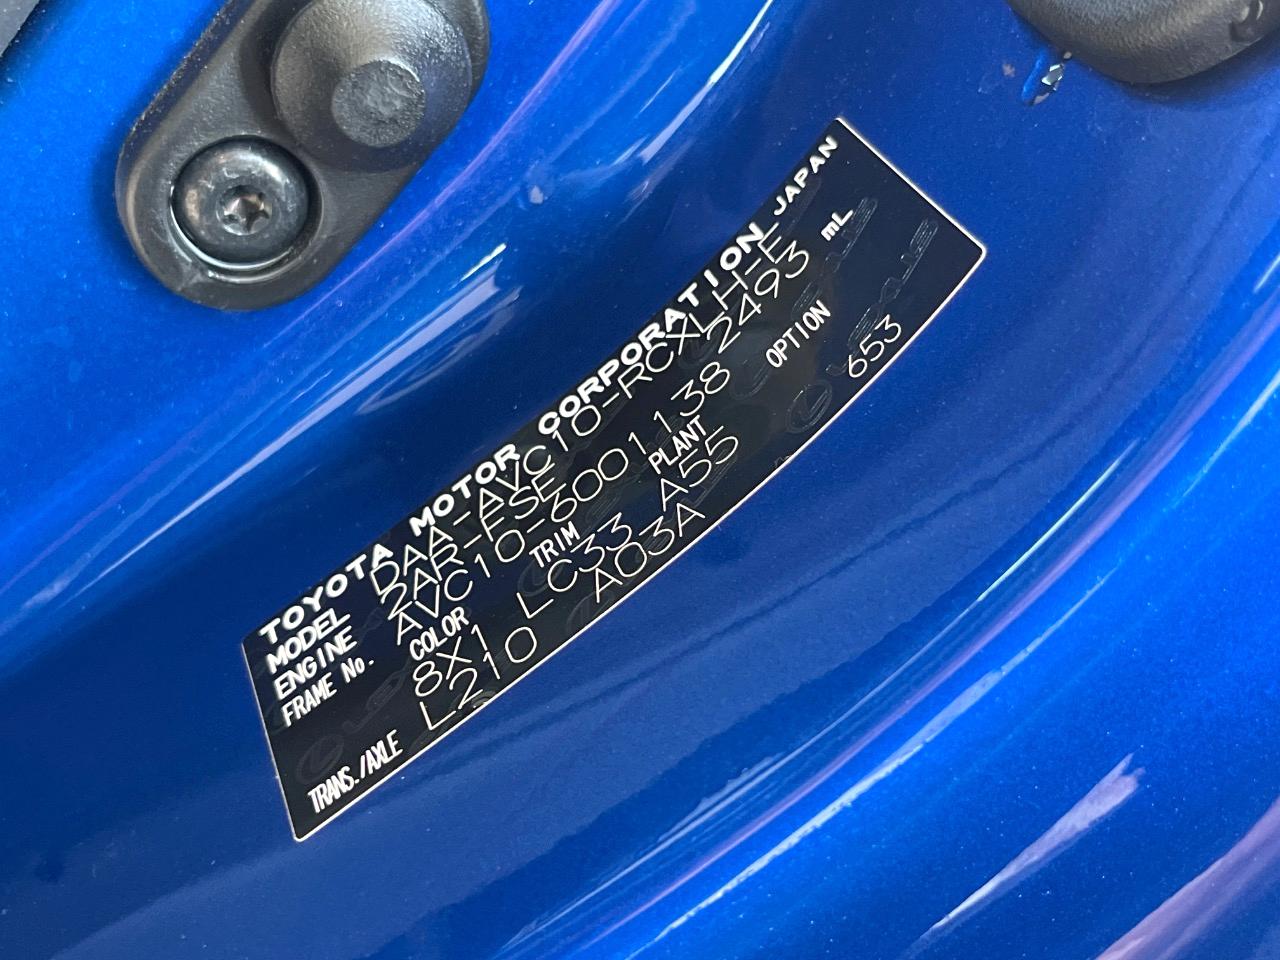 TOYOTA MOTOR CORPORATION JAPAN
MODEL DAA-AVC10-RCXLH-E
ENGINE 2AR-FSE 2493 mL
FRAME No. AVC10-6001138
COLOR TRIM PLANT OPTION
8X1 LC33 A55 653
TRANS./AXLE L210 A03A